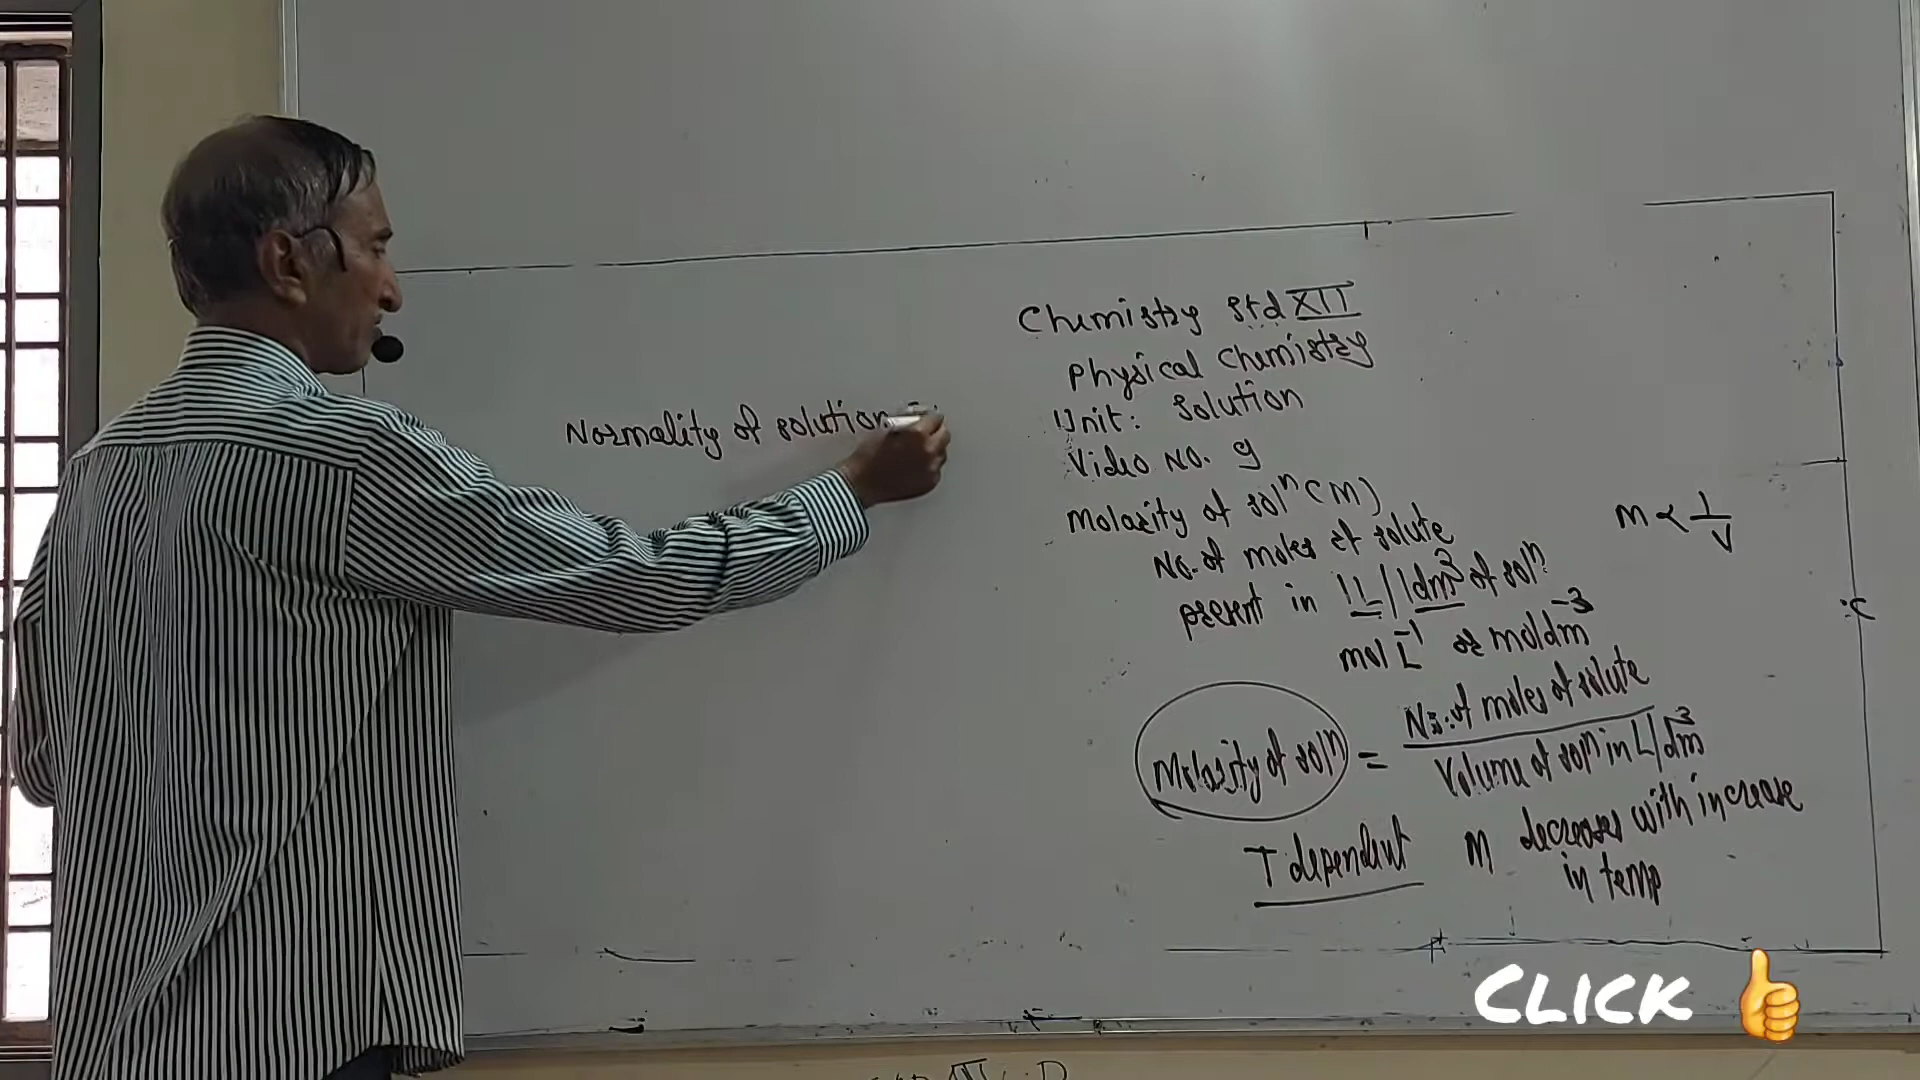 Normality of solution
Chemistry Std XII
Physical Chemistry
Unit: Solution
Video No. 9
Molarity of solⁿ (M)
No. of moles of solute
present in 1L/1dm³ of solⁿ
mol L⁻¹ or mol dm⁻³
M ∝ 1/V
Molarity of solⁿ = No. of moles of solute
Volume of solⁿ in L/dm³
T dependent M decreases with increase
in temp
CLICK